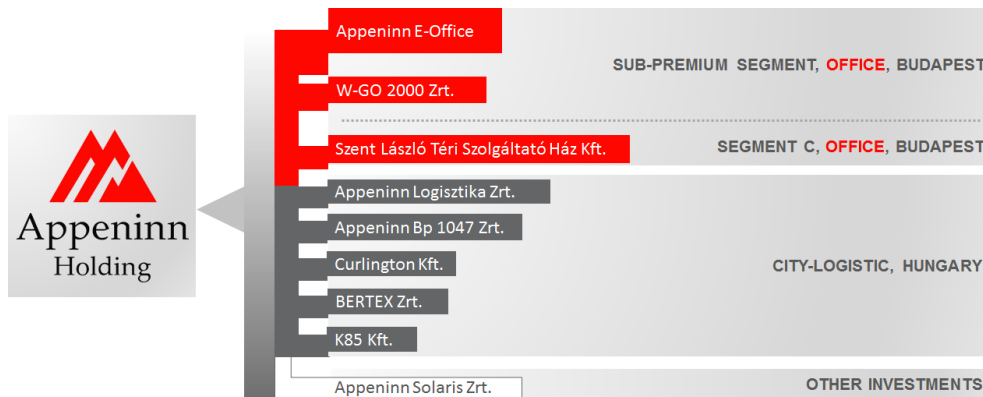 Appeninn
Holding
Appeninn E-Office
W-GO 2000 Zrt.
SUB-PREMIUM SEGMENT, OFFICE, BUDAPEST
Szent László Téri Szolgáltató Ház Kft.
SEGMENT C, OFFICE, BUDAPEST
Appeninn Logisztika Zrt.
Appeninn Bp 1047 Zrt.
Curlington Kft.
BERTEX Zrt.
K85 Kft.
CITY-LOGISTIC, HUNGARY
Appeninn Solaris Zrt.
OTHER INVESTMENTS